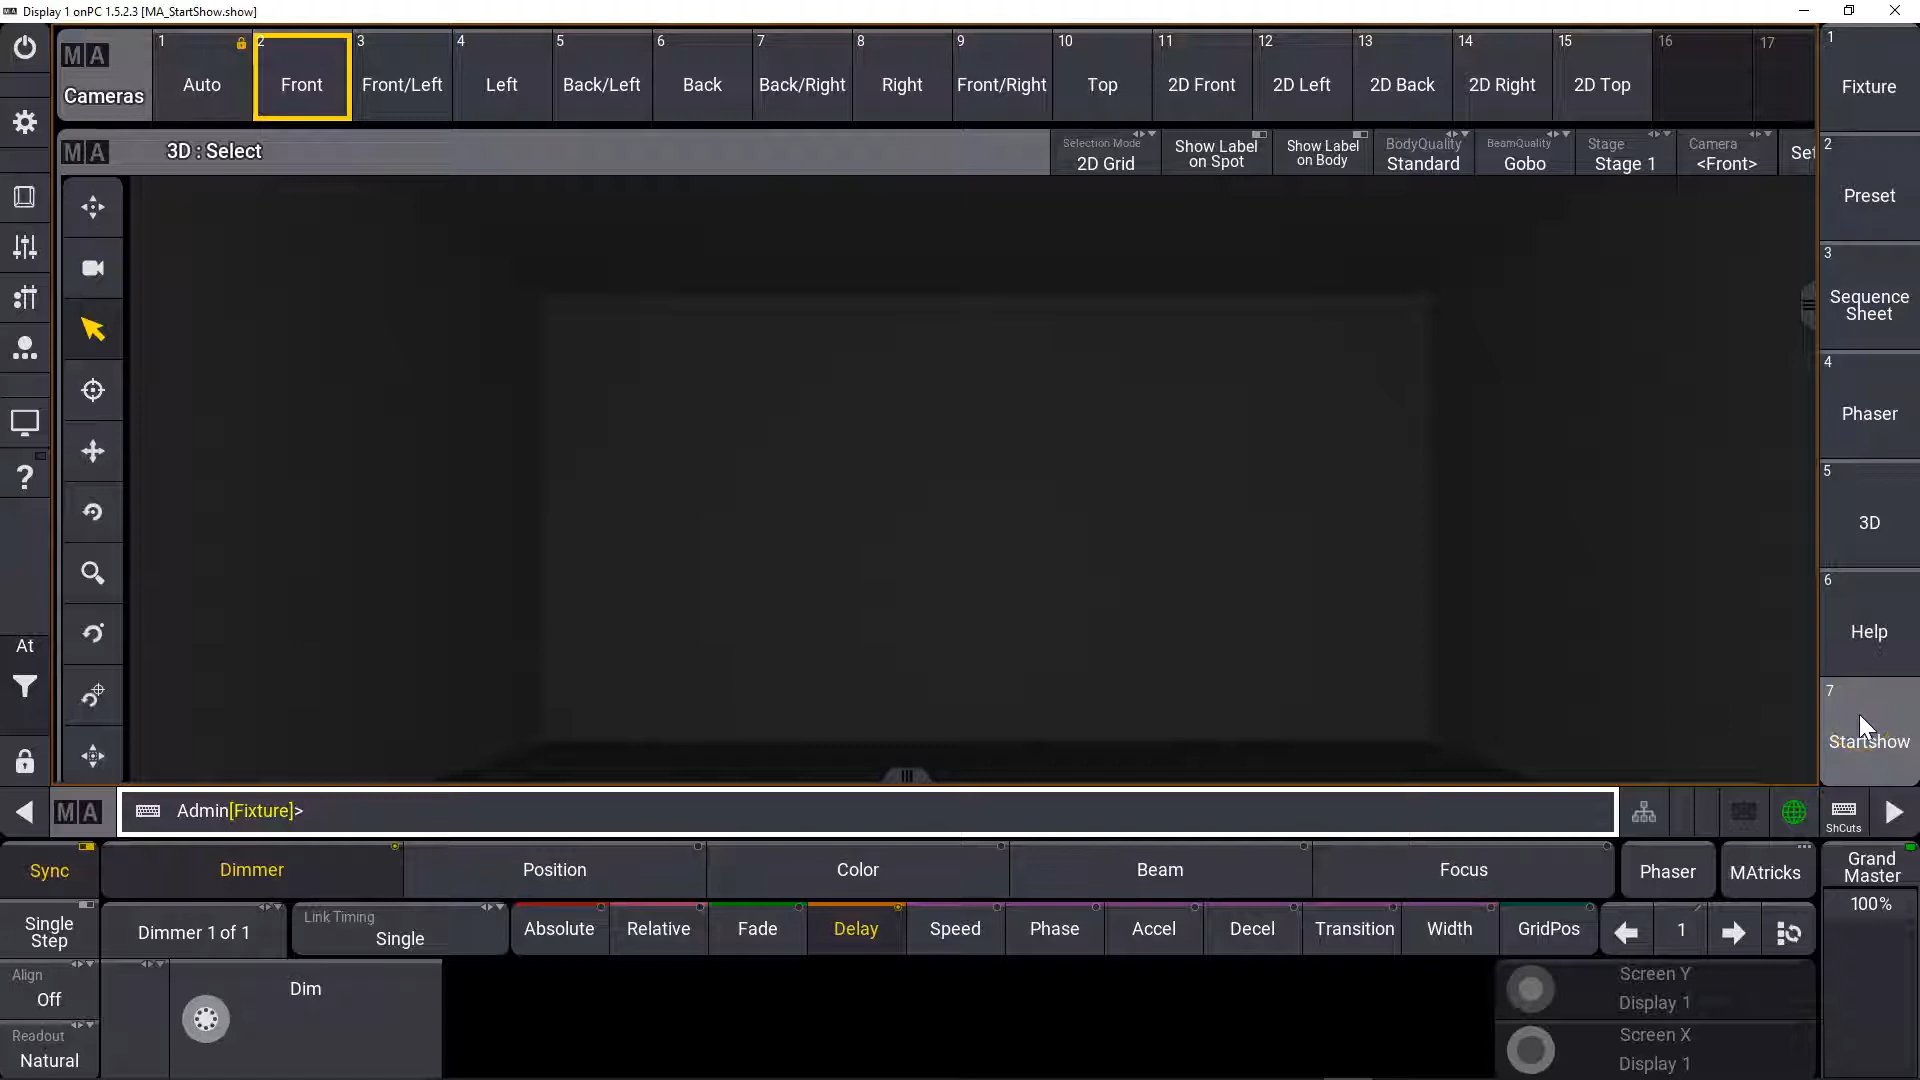 Display 1 onPC 1.5.2.3 [MA_StartShow.show]
MA
Cameras
1 Auto
2 Front
3 Front/Left
4 Left
5 Back/Left
6 Back
7 Back/Right
8 Right
9 Front/Right
10 Top
11 2D Front
12 2D Left
13 2D Back
14 2D Right
15 2D Top
16
17
MA
3D : Select
Selection Mode
2D Grid
Show Label
on Spot
Show Label
on Body
BodyQuality
Standard
BeamQuality
Gobo
Stage
Stage 1
Camera
<Front>
Set
1
Fixture
2
Preset
3
Sequence
Sheet
4
Phaser
5
3D
6
Help
7
Startshow
?
At
MA
Admin[Fixture]>
ShCuts
Sync
Dimmer
Position
Color
Beam
Focus
Phaser
MAtricks
Grand
Master
100%
Single
Step
Dimmer 1 of 1
Link Timing
Single
Absolute
Relative
Fade
Delay
Speed
Phase
Accel
Decel
Transition
Width
GridPos
1
Align
Off
Readout
Natural
Dim
Screen Y
Display 1
Screen X
Display 1